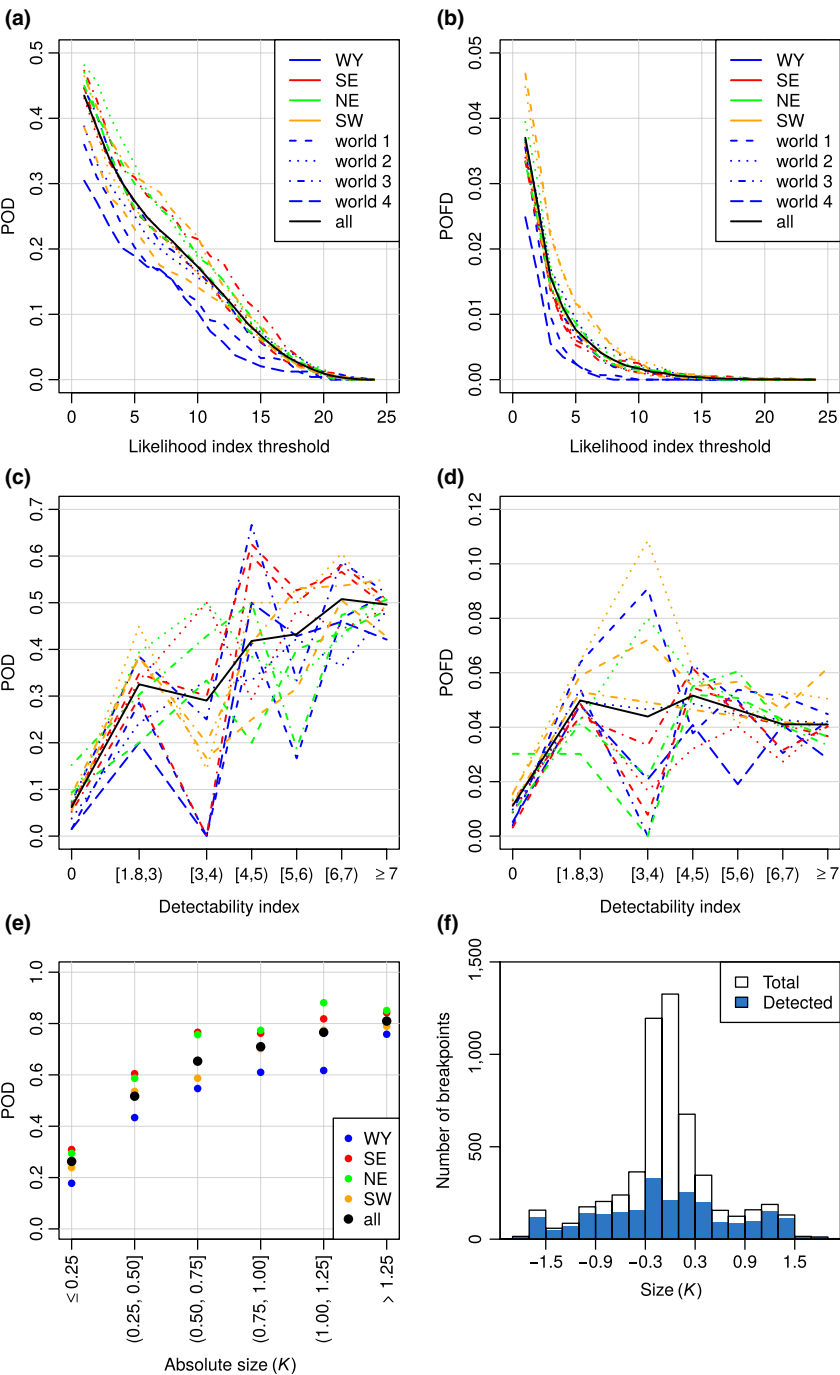 (a)
POD
0.0 0.1 0.2 0.3 0.4 0.5
WY
SE
NE
SW
world 1
world 2
world 3
world 4
all
0 5 10 15 20 25
Likelihood index threshold
(b)
POFD
0.00 0.01 0.02 0.03 0.04 0.05
WY
SE
NE
SW
world 1
world 2
world 3
world 4
all
0 5 10 15 20 25
Likelihood index threshold
(c)
POD
0.0 0.1 0.2 0.3 0.4 0.5 0.6 0.7
0 [1.8,3) [3,4) [4,5) [5,6) [6,7) ≥ 7
Detectability index
(d)
POFD
0.00 0.02 0.04 0.06 0.08 0.10 0.12
0 [1.8,3) [3,4) [4,5) [5,6) [6,7) ≥ 7
Detectability index
(e)
POD
0.0 0.2 0.4 0.6 0.8 1.0
WY
SE
NE
SW
all
≤ 0.25
(0.25, 0.50]
(0.50, 0.75]
(0.75, 1.00]
(1.00, 1.25]
> 1.25
Absolute size (K)
(f)
Number of breakpoints
0 500 1,000 1,500
Total
Detected
−1.5 −0.9 −0.3 0.3 0.9 1.5
Size (K)